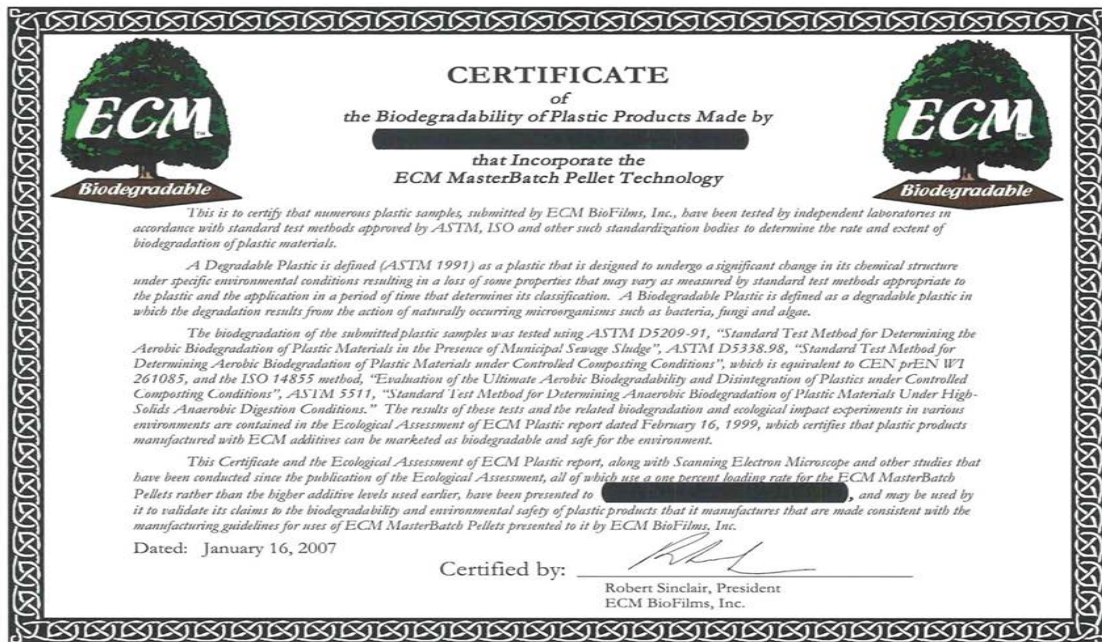 ECM™
Biodegradable
CERTIFICATE
of
the Biodegradability of Plastic Products Made by
that Incorporate the
ECM MasterBatch Pellet Technology
ECM™
Biodegradable
This is to certify that numerous plastic samples, submitted by ECM BioFilms, Inc., have been tested by independent laboratories in
accordance with standard test methods approved by ASTM, ISO and other such standardization bodies to determine the rate and extent of
biodegradation of plastic materials.
A Degradable Plastic is defined (ASTM 1991) as a plastic that is designed to undergo a significant change in its chemical structure
under specific environmental conditions resulting in a loss of some properties that may vary as measured by standard test methods appropriate to
the plastic and the application in a period of time that determines its classification. A Biodegradable Plastic is defined as a degradable plastic in
which the degradation results from the action of naturally occurring microorganisms such as bacteria, fungi and algae.
The biodegradation of the submitted plastic samples was tested using ASTM D5209-91, “Standard Test Method for Determining the
Aerobic Biodegradation of Plastic Materials in the Presence of Municipal Sewage Sludge”, ASTM D5338.98, “Standard Test Method for
Determining Aerobic Biodegradation of Plastic Materials under Controlled Composting Conditions”, which is equivalent to CEN prEN WI
261085, and the ISO 14855 method, “Evaluation of the Ultimate Aerobic Biodegradability and Disintegration of Plastics under Controlled
Composting Conditions”, ASTM 5511, “Standard Test Method for Determining Anaerobic Biodegradation of Plastic Materials Under High-
Solids Anaerobic Digestion Conditions.” The results of these tests and the related biodegradation and ecological impact experiments in various
environments are contained in the Ecological Assessment of ECM Plastic report dated February 16, 1999, which certifies that plastic products
manufactured with ECM additives can be marketed as biodegradable and safe for the environment.
This Certificate and the Ecological Assessment of ECM Plastic report, along with Scanning Electron Microscope and other studies that
have been conducted since the publication of the Ecological Assessment, all of which use a one percent loading rate for the ECM MasterBatch
Pellets rather than the higher additive levels used earlier, have been presented to , and may be used by
it to validate its claims to the biodegradability and environmental safety of plastic products that it manufactures that are made consistent with the
manufacturing guidelines for uses of ECM MasterBatch Pellets presented to it by ECM BioFilms, Inc.
Dated: January 16, 2007
Certified by:
Robert Sinclair, President
ECM BioFilms, Inc.